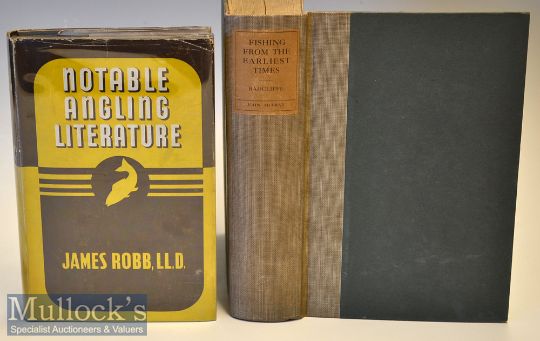 NOTABLE
ANGLING
LITERATURE
JAMES ROBB, LL.D.
FISHING
FROM THE
EARLIEST
TIMES
RADCLIFFE
JOHN MURRAY
Mullock's
Specialist Auctioneers & Valuers